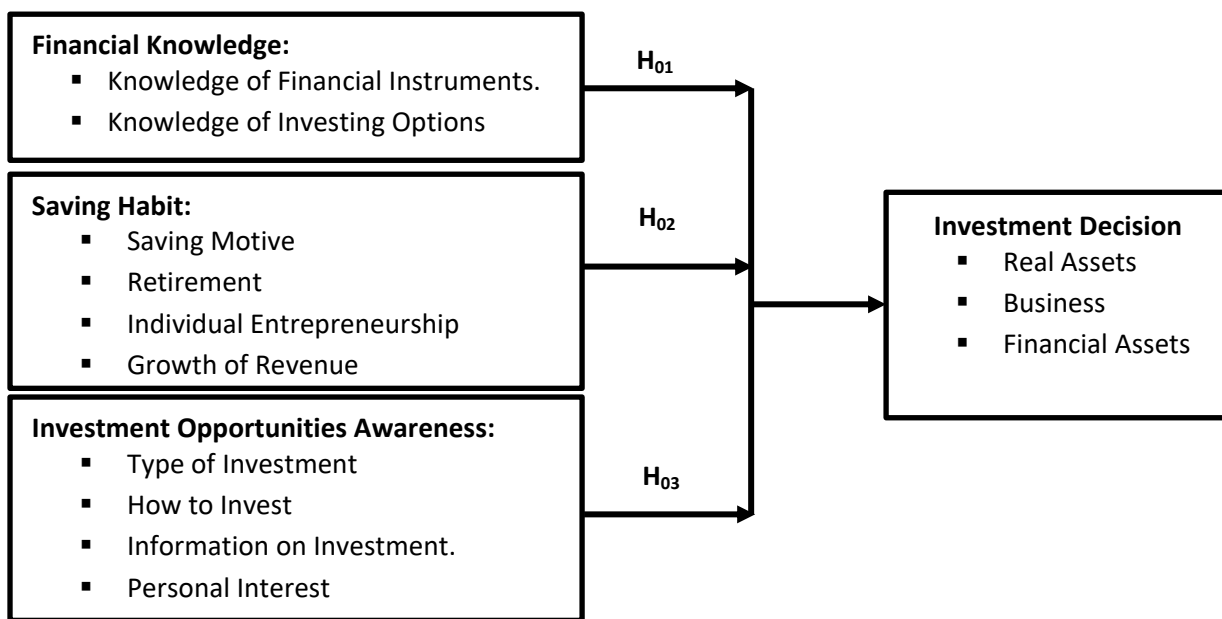 Financial Knowledge:
▪ Knowledge of Financial Instruments.
▪ Knowledge of Investing Options
H01
Saving Habit:
▪ Saving Motive
▪ Retirement
▪ Individual Entrepreneurship
▪ Growth of Revenue
H02
Investment Opportunities Awareness:
▪ Type of Investment
▪ How to Invest
▪ Information on Investment.
▪ Personal Interest
H03
Investment Decision
▪ Real Assets
▪ Business
▪ Financial Assets